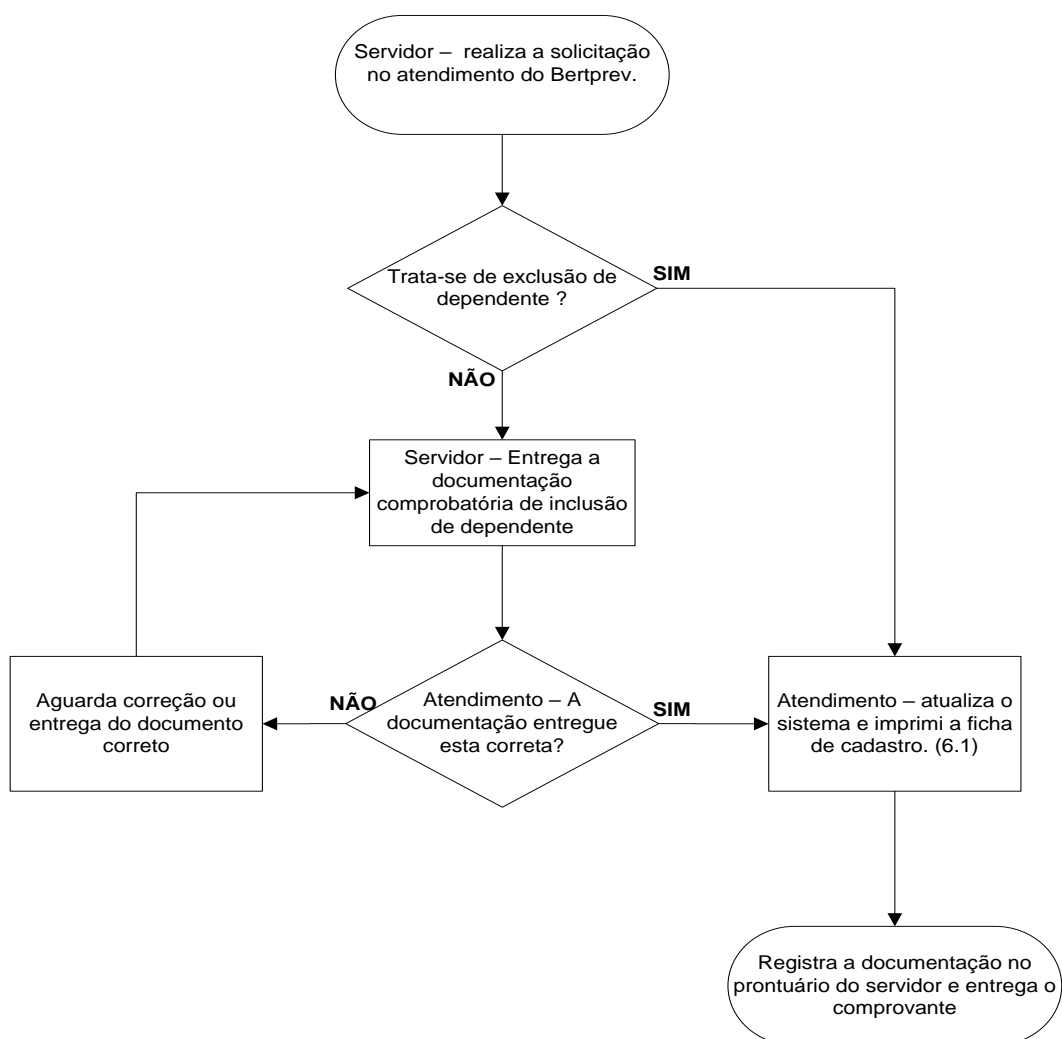 Servidor – realiza a solicitação
no atendimento do Bertprev.
Trata-se de exclusão de
dependente ?
SIM
NÃO
Servidor – Entrega a
documentação
comprobatória de inclusão
de dependente
Aguarda correção ou
entrega do documento
correto
NÃO
Atendimento – A
documentação entregue
esta correta?
SIM
Atendimento – atualiza o
sistema e imprimi a ficha
de cadastro. (6.1)
Registra a documentação no
prontuário do servidor e entrega o
comprovante